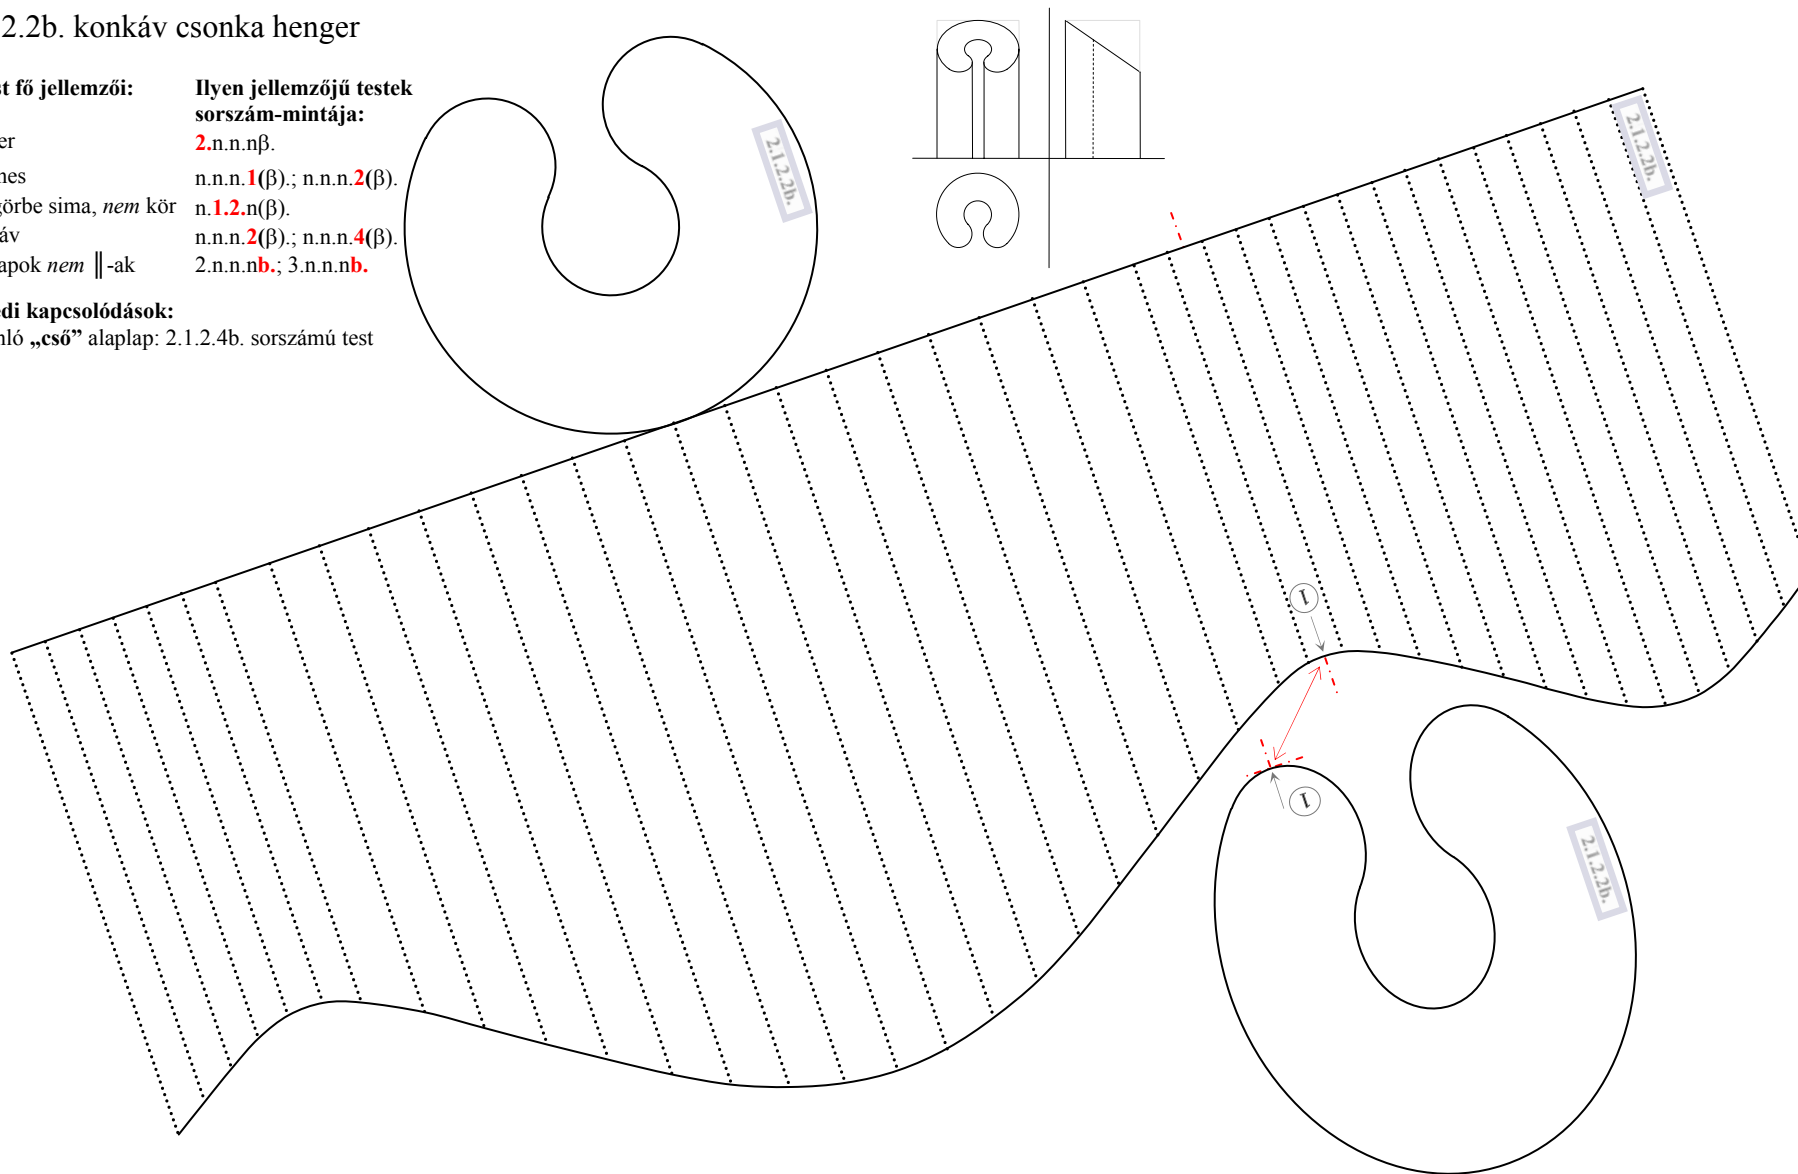 2.2b. konkáv csonka henger
st fő jellemzői: Ilyen jellemzőjű testek
sorszám-mintája:
er 2.n.n.nβ.
nes n.n.n.1(β).; n.n.n.2(β).
görbe sima, nem kör n.1.2.n(β).
áv n.n.n.2(β).; n.n.n.4(β).
apok nem ∥-ak 2.n.n.nb.; 3.n.n.nb.
edi kapcsolódások:
nló „cső” alaplap: 2.1.2.4b. sorszámú test
2.1.2.2b.
2.1.2.2b.
1
1
2.1.2.2b.